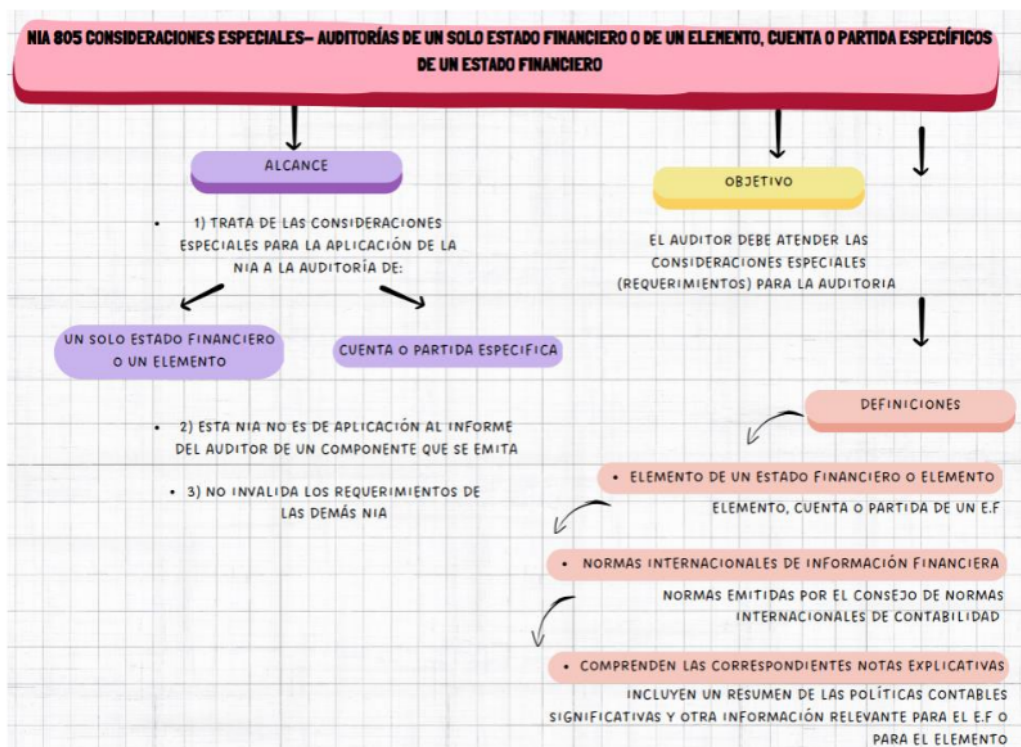 NIA 805 CONSIDERACIONES ESPECIALES— AUDITORÍAS DE UN SOLO ESTADO FINANCIERO O DE UN ELEMENTO, CUENTA O PARTIDA ESPECÍFICOS
DE UN ESTADO FINANCIERO
ALCANCE
• 1) TRATA DE LAS CONSIDERACIONES
ESPECIALES PARA LA APLICACIÓN DE LA
NIA A LA AUDITORÍA DE:
UN SOLO ESTADO FINANCIERO
O UN ELEMENTO
CUENTA O PARTIDA ESPECIFICA
• 2) ESTA NIA NO ES DE APLICACIÓN AL INFORME
DEL AUDITOR DE UN COMPONENTE QUE SE EMITA
• 3) NO INVALIDA LOS REQUERIMIENTOS DE
LAS DEMÁS NIA
OBJETIVO
EL AUDITOR DEBE ATENDER LAS
CONSIDERACIONES ESPECIALES
(REQUERIMIENTOS) PARA LA AUDITORIA
DEFINICIONES
• ELEMENTO DE UN ESTADO FINANCIERO O ELEMENTO
ELEMENTO, CUENTA O PARTIDA DE UN E.F
• NORMAS INTERNACIONALES DE INFORMACIÓN FINANCIERA
NORMAS EMITIDAS POR EL CONSEJO DE NORMAS
INTERNACIONALES DE CONTABILIDAD
• COMPRENDEN LAS CORRESPONDIENTES NOTAS EXPLICATIVAS
INCLUYEN UN RESUMEN DE LAS POLÍTICAS CONTABLES
SIGNIFICATIVAS Y OTRA INFORMACIÓN RELEVANTE PARA EL E.F O
PARA EL ELEMENTO